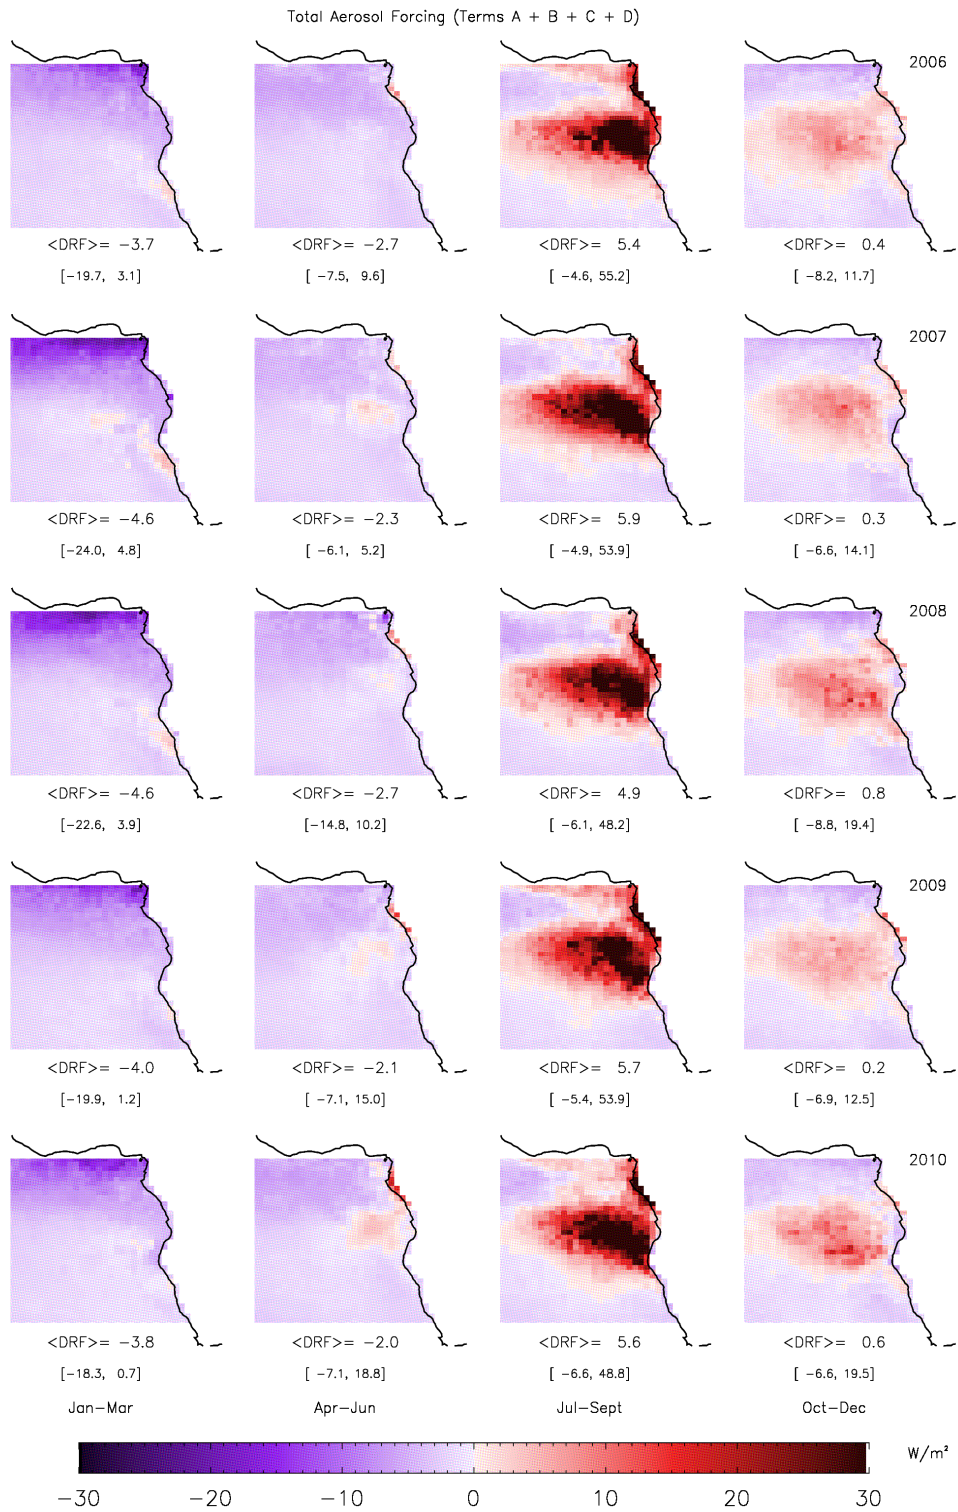 Total Aerosol Forcing (Terms A + B + C + D)
2006
<DRF>= −3.7 <DRF>= −2.7 <DRF>= 5.4 <DRF>= 0.4
[−19.7, 3.1] [ −7.5, 9.6] [ −4.6, 55.2] [ −8.2, 11.7]
2007
<DRF>= −4.6 <DRF>= −2.3 <DRF>= 5.9 <DRF>= 0.3
[−24.0, 4.8] [ −6.1, 5.2] [ −4.9, 53.9] [ −6.6, 14.1]
2008
<DRF>= −4.6 <DRF>= −2.7 <DRF>= 4.9 <DRF>= 0.8
[−22.6, 3.9] [−14.8, 10.2] [ −6.1, 48.2] [ −8.8, 19.4]
2009
<DRF>= −4.0 <DRF>= −2.1 <DRF>= 5.7 <DRF>= 0.2
[−19.9, 1.2] [ −7.1, 15.0] [ −5.4, 53.9] [ −6.9, 12.5]
2010
<DRF>= −3.8 <DRF>= −2.0 <DRF>= 5.6 <DRF>= 0.6
[−18.3, 0.7] [ −7.1, 18.8] [ −6.6, 48.8] [ −6.6, 19.5]
Jan−Mar Apr−Jun Jul−Sept Oct−Dec
W/m²
−30 −20 −10 0 10 20 30